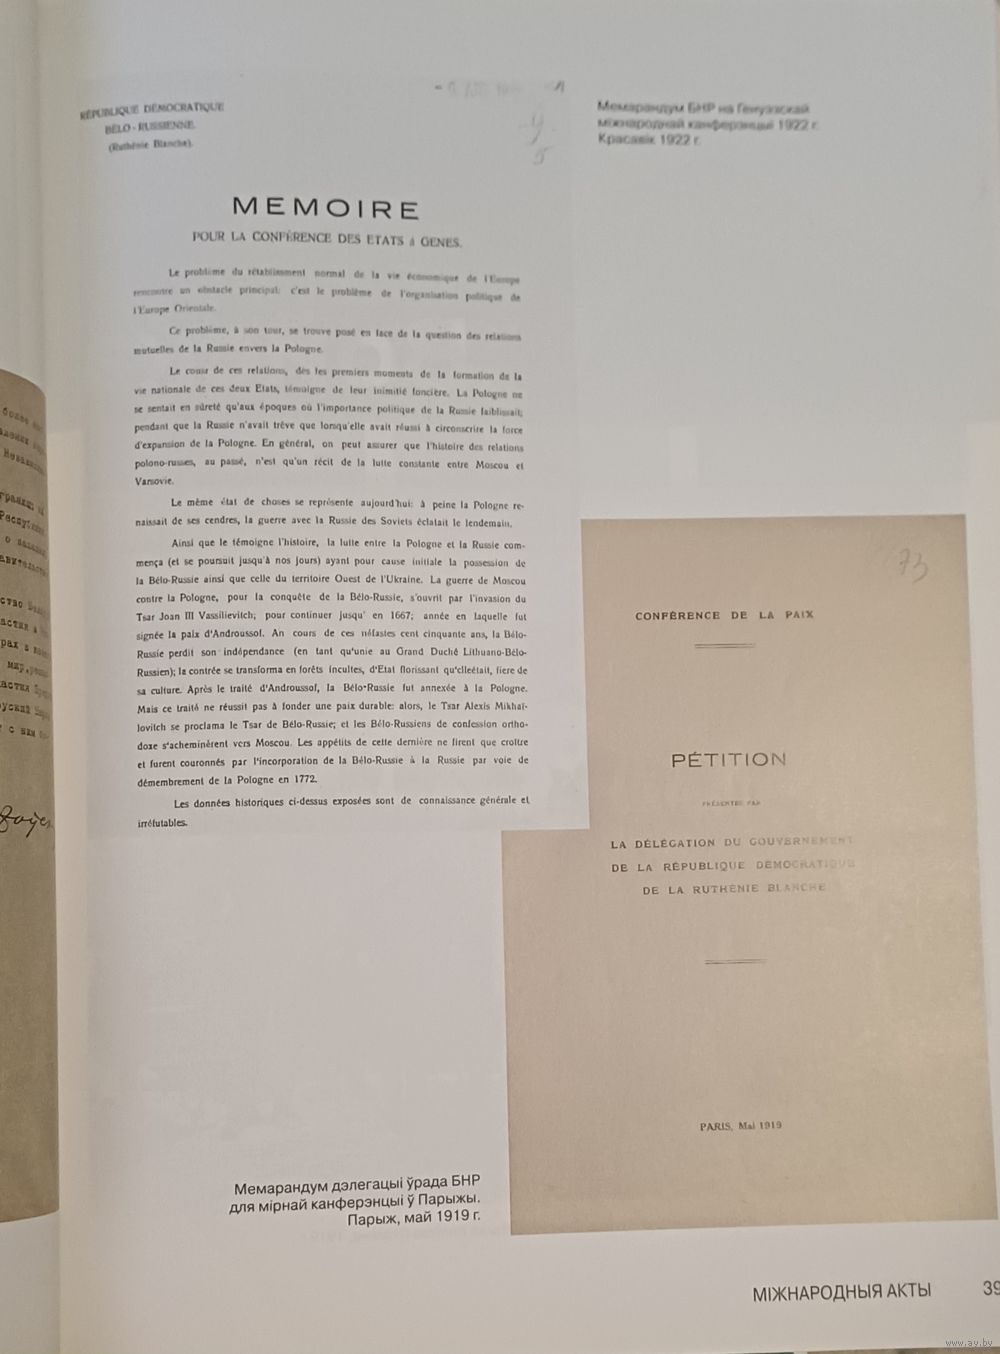 RÉPUBLIQUE DÉMOCRATIQUE
BÉLO - RUSSIENNE.
(Ruthénie Blanche).
Мемарандум БНР на Генуэзскай
міжнароднай канферэнцыі 1922 г.
Красавік 1922 г.
MEMOIRE
POUR LA CONFÉRENCE DES ETATS à GENES.
Le problème du rétablisment normal de la vie économique de l'Europe
rencontre un obstacle principal: c'est le problème de l'organisation politique de
l'Europe Orientale.
Ce problème, à son tour, se trouve posé en face de la question des relations
mutuelles de la Russie envers la Pologne.
Le cour de ces relations, dès les premiers moments de la formation de la
vie nationale de ces deux Etats, témoigne de leur inimitié foncière. La Pologne ne
se sentait en sûreté qu'aux époques où l'importance politique de la Russie faiblissait;
pendant que la Russie n'avait trêve que lorsqu'elle avait réussi à circonscrire la force
d'expansion de la Pologne. En général, on peut assurer que l'histoire des relations
polono-russes, au passé, n'est qu'un récit de la lutte constante entre Moscou et
Varsovie.
Le même état de choses se représente aujourd'hui: à peine la Pologne re-
naissait de ses cendres, la guerre avec la Russie des Soviets éclatait le lendemain.
Ainsi que le témoigne l'histoire, la lutte entre la Pologne et la Russie com-
mença (et se poursuit jusqu'à nos jours) ayant pour cause initiale la possession de
la Bélo-Russie ainsi que celle du territoire Ouest de l'Ukraine. La guerre de Moscou
contre la Pologne, pour la conquête de la Bélo-Russie, s'ouvrit par l'invasion du
Tsar Joan III Vassilievitch; pour continuer jusqu' en 1667; année en laquelle fut
signée la paix d'Androussof. An cours de ces néfastes cent cinquante ans, la Bélo-
Russie perdit son indépendance (en tant qu'unie au Grand Duché Lithuano-Bélo-
Russien); la contrée se transforma en forêts incultes, d'Etat florissant qu'elleétait, fiere de
sa culture. Après le traité d'Androussof, la Bélo-Russie fut annexée à la Pologne.
Mais ce traité ne réussit pas à fonder une paix durable: alors, le Tsar Alexis Mikhaï-
lovitch se proclama le Tsar de Bélo-Russie; et les Bélo-Russiens de confession ortho-
doxe s'acheminèrent vers Moscou. Les appétits de cette dernière ne firent que croître
et furent couronnés par l'incorporation de la Bélo-Russie à la Russie par voie de
démembrement de la Pologne en 1772.
Les données historiques ci-dessus exposées sont de connaissance générale et
irréfutables.
73
CONFÉRENCE DE LA PAIX
PÉTITION
PRÉSENTÉE PAR
LA DÉLÉGATION DU GOUVERNEMENT
DE LA RÉPUBLIQUE DÉMOCRATIQUE
DE LA RUTHÉNIE BLANCHE
PARIS, Mai 1919
Мемарандум дэлегацыі ўрада БНР
для мірнай канферэнцыі ў Парыжы.
Парыж, май 1919 г.
МІЖНАРОДНЫЯ АКТЫ 39
www.av.by